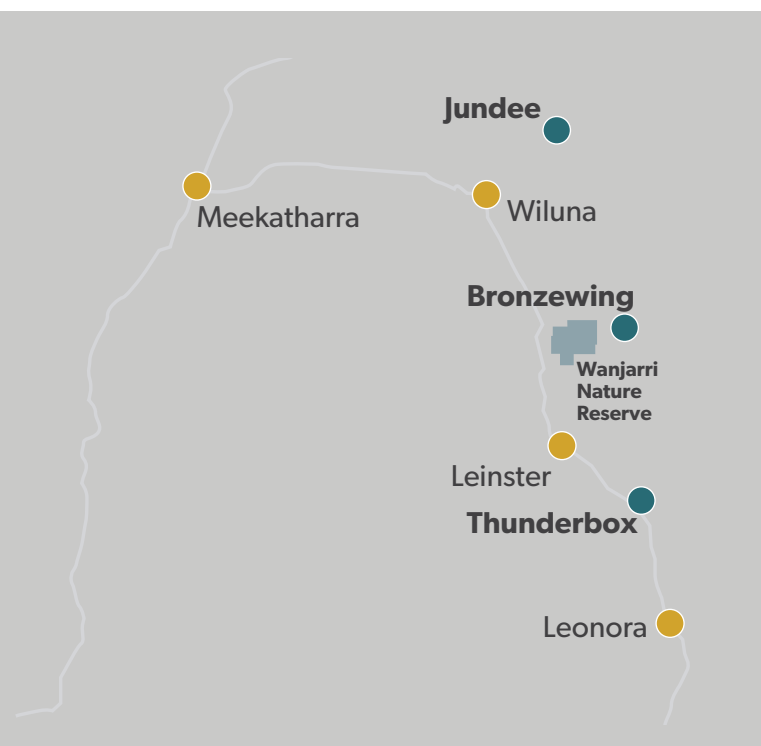 Jundee
Meekatharra
Wiluna
Bronzewing
Wanjarri
Nature
Reserve
Leinster
Thunderbox
Leonora